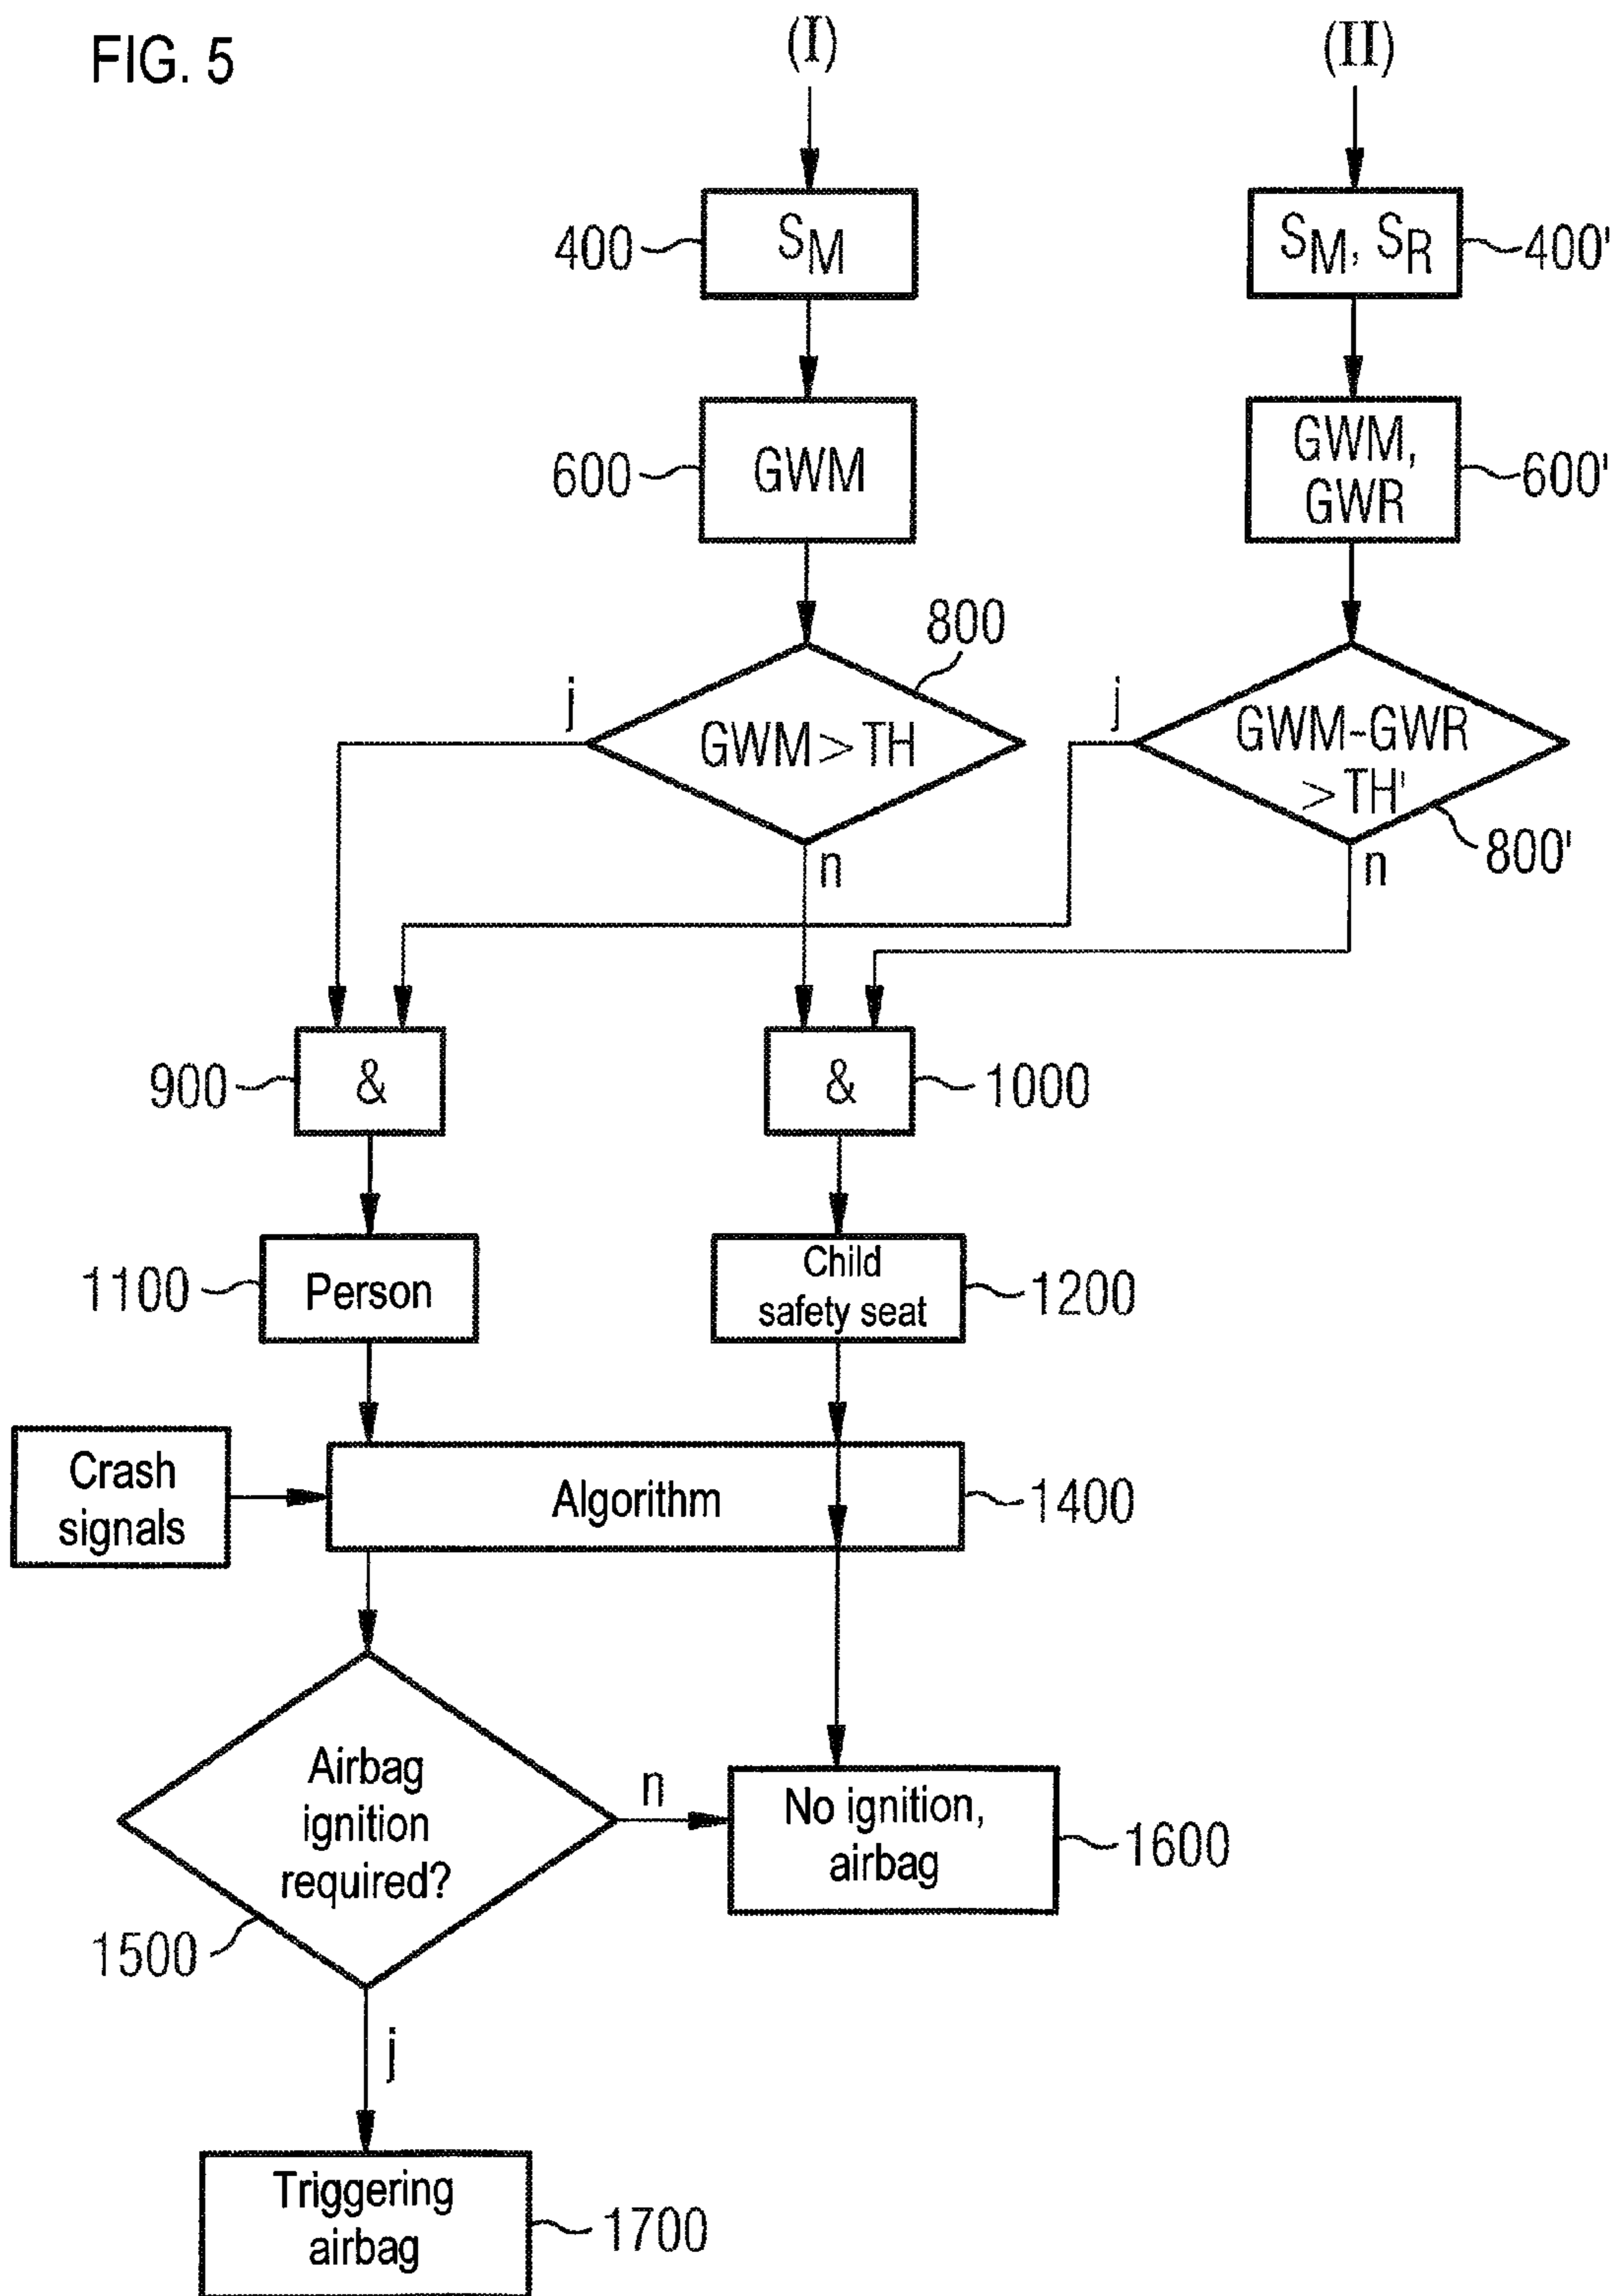 FIG. 5
(I)
(II)
400
SM
SM, SR
400'
600
GWM
GWM,
GWR
600'
800
j
GWM > TH
n
j
GWM-GWR
> TH'
n
800'
900
&
&
1000
1100
Person
Child
safety seat
1200
Crash
signals
Algorithm
1400
Airbag
ignition
required?
n
1500
No ignition,
airbag
1600
j
Triggering
airbag
1700